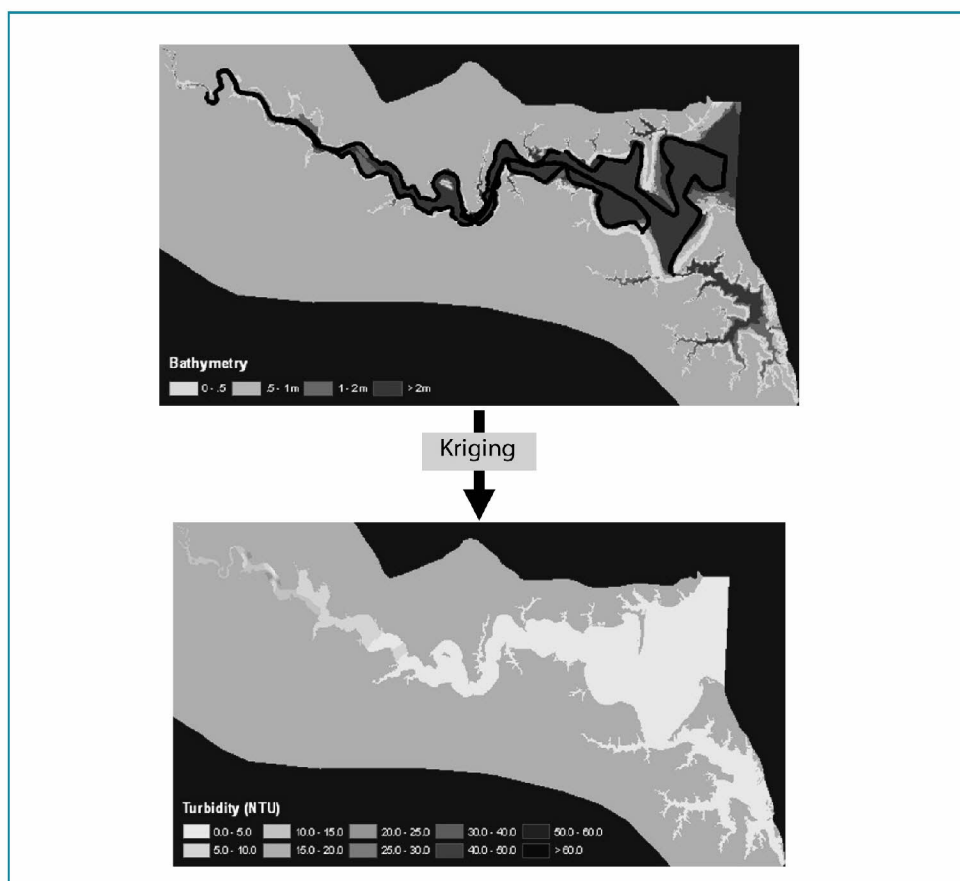 Bathymetry
0 - .5 .5 - 1m 1 - 2m > 2m
Kriging
Turbidity (NTU)
0.0 - 5.0 10.0 - 15.0 20.0 - 25.0 30.0 - 40.0 50.0 - 60.0
5.0 - 10.0 15.0 - 20.0 25.0 - 30.0 40.0 - 50.0 > 60.0